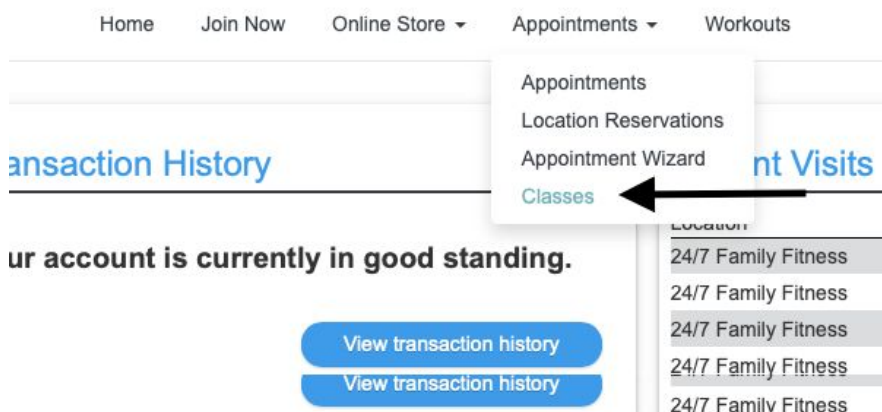 Home Join Now Online Store Appointments Workouts
Appointments
Location Reservations
Appointment Wizard
Classes
ansaction History
nt Visits
ur account is currently in good standing.
View transaction history
View transaction history
Location
24/7 Family Fitness
24/7 Family Fitness
24/7 Family Fitness
24/7 Family Fitness
24/7 Family Fitness